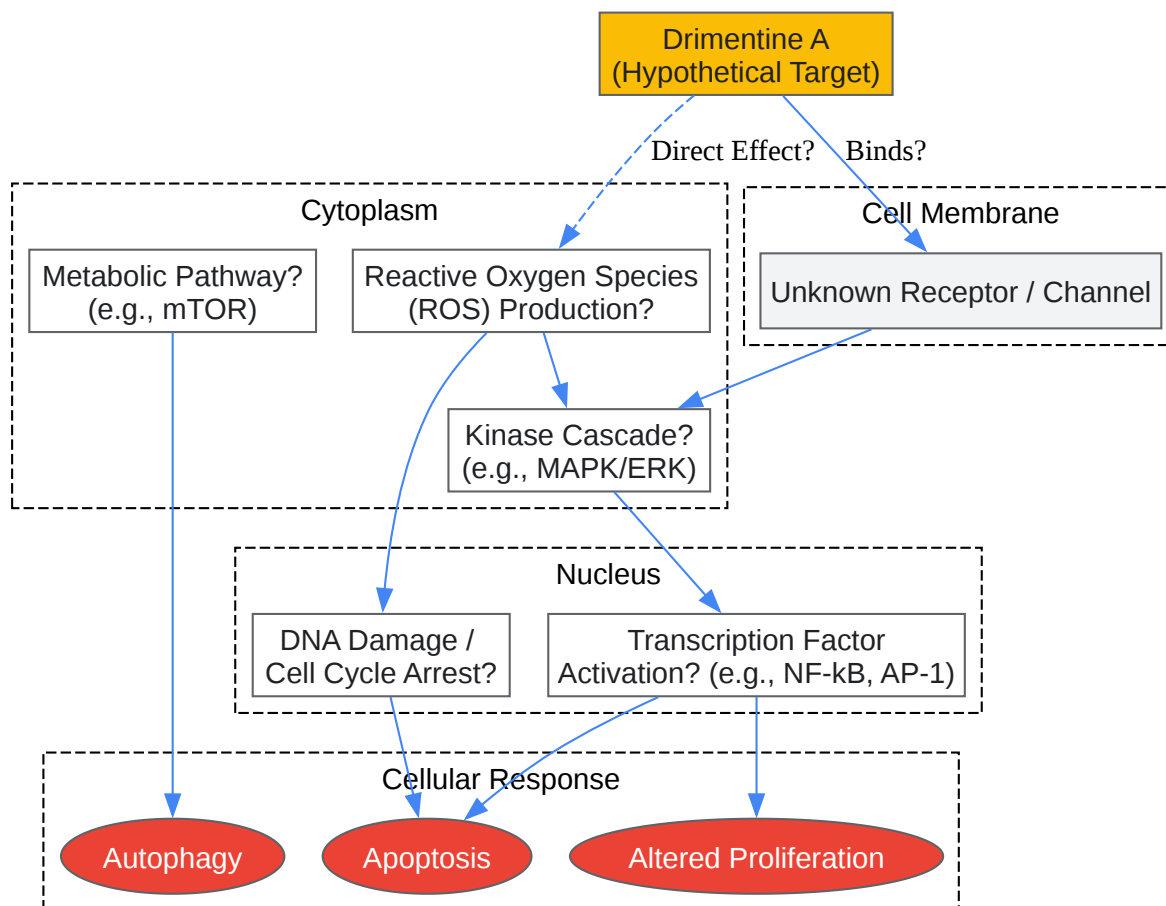 Drimentine A
(Hypothetical Target)
Direct Effect?
Binds?
Cytoplasm
Cell Membrane
Metabolic Pathway?
(e.g., mTOR)
Reactive Oxygen Species
(ROS) Production?
Unknown Receptor / Channel
Kinase Cascade?
(e.g., MAPK/ERK)
Nucleus
DNA Damage /
Cell Cycle Arrest?
Transcription Factor
Activation? (e.g., NF-kB, AP-1)
Cellular Response
Autophagy
Apoptosis
Altered Proliferation